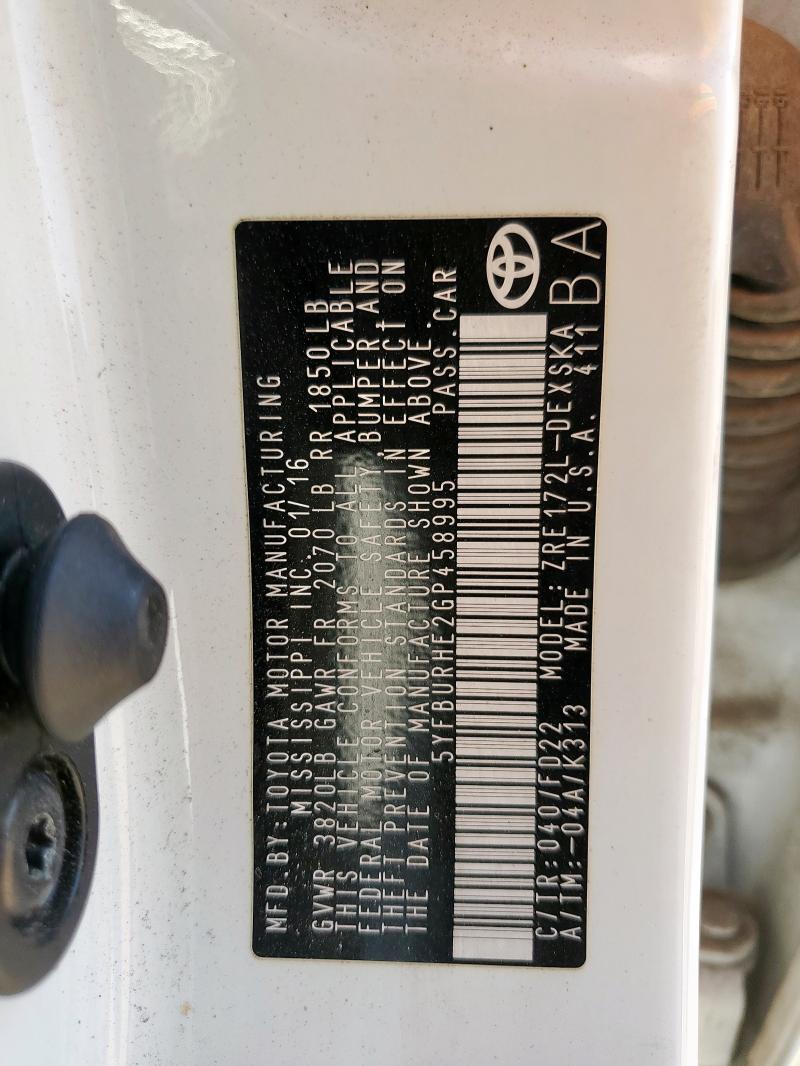 MFD.BY:TOYOTA MOTOR MANUFACTURING
MISSISSIPPI INC. 01/16
GVWR 3820LB GAWR FR 2070 LB RR 1850LB
THIS VEHICLE CONFORMS TO ALL APPLICABLE
FEDERAL MOTOR VEHICLE SAFETY, BUMPER AND
THEFT PREVENTION STANDARDS IN EFFECT ON
THE DATE OF MANUFACTURE SHOWN ABOVE.
5YFBURHE2GP458995 PASS.CAR
C/TR:040/FD22 MODEL:ZRE172L-DEXSKA
A/TM:-04A/K313 MADE IN U.S.A. 411
BA